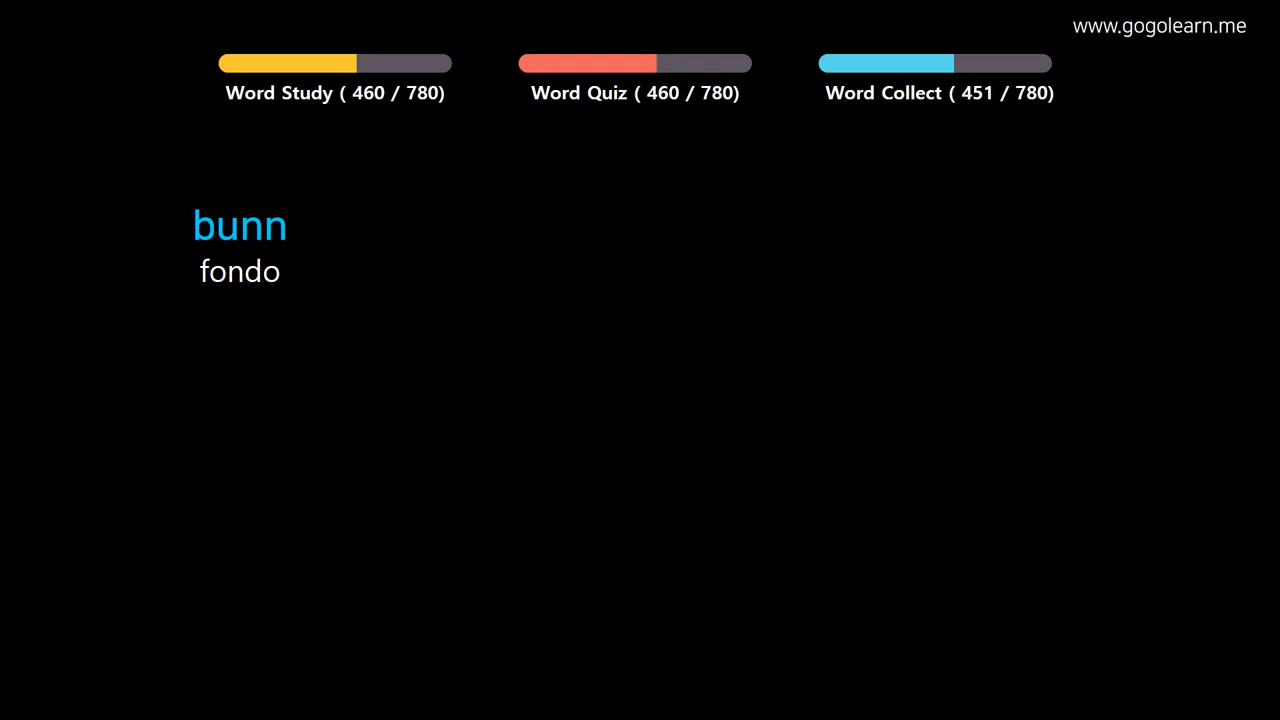 www.gogolearn.me
Word Study ( 460 / 780)
Word Quiz ( 460 / 780)
Word Collect ( 451 / 780)
bunn
fondo